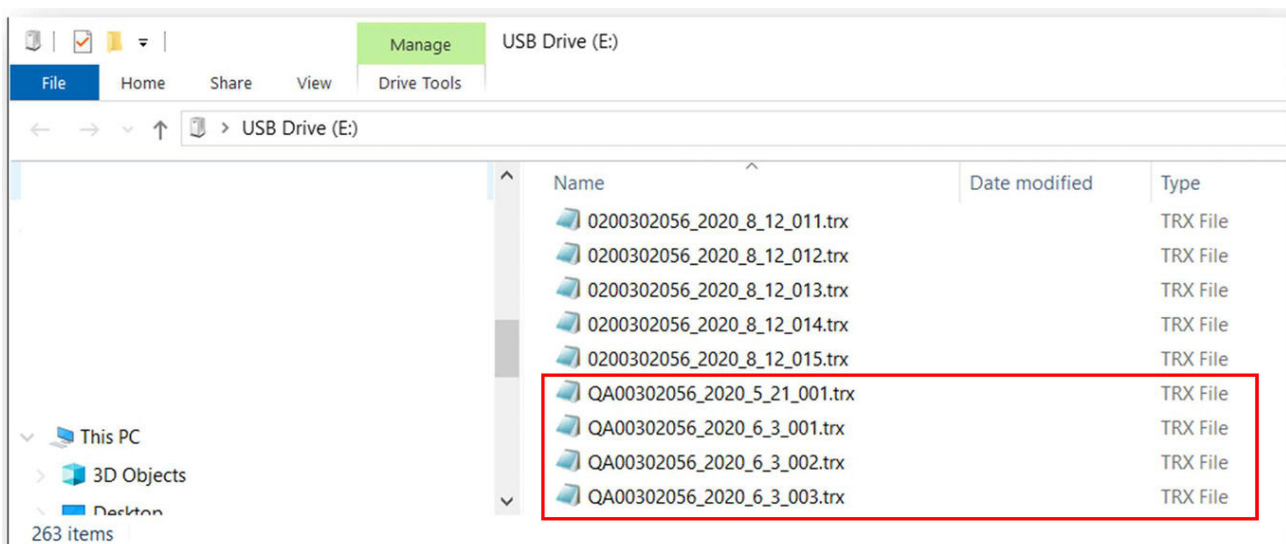 Manage USB Drive (E:)
File Home Share View Drive Tools
USB Drive (E:)
Name Date modified Type
0200302056_2020_8_12_011.trx TRX File
0200302056_2020_8_12_012.trx TRX File
0200302056_2020_8_12_013.trx TRX File
0200302056_2020_8_12_014.trx TRX File
0200302056_2020_8_12_015.trx TRX File
QA00302056_2020_5_21_001.trx TRX File
QA00302056_2020_6_3_001.trx TRX File
QA00302056_2020_6_3_002.trx TRX File
QA00302056_2020_6_3_003.trx TRX File
This PC
3D Objects
Desktop
263 items